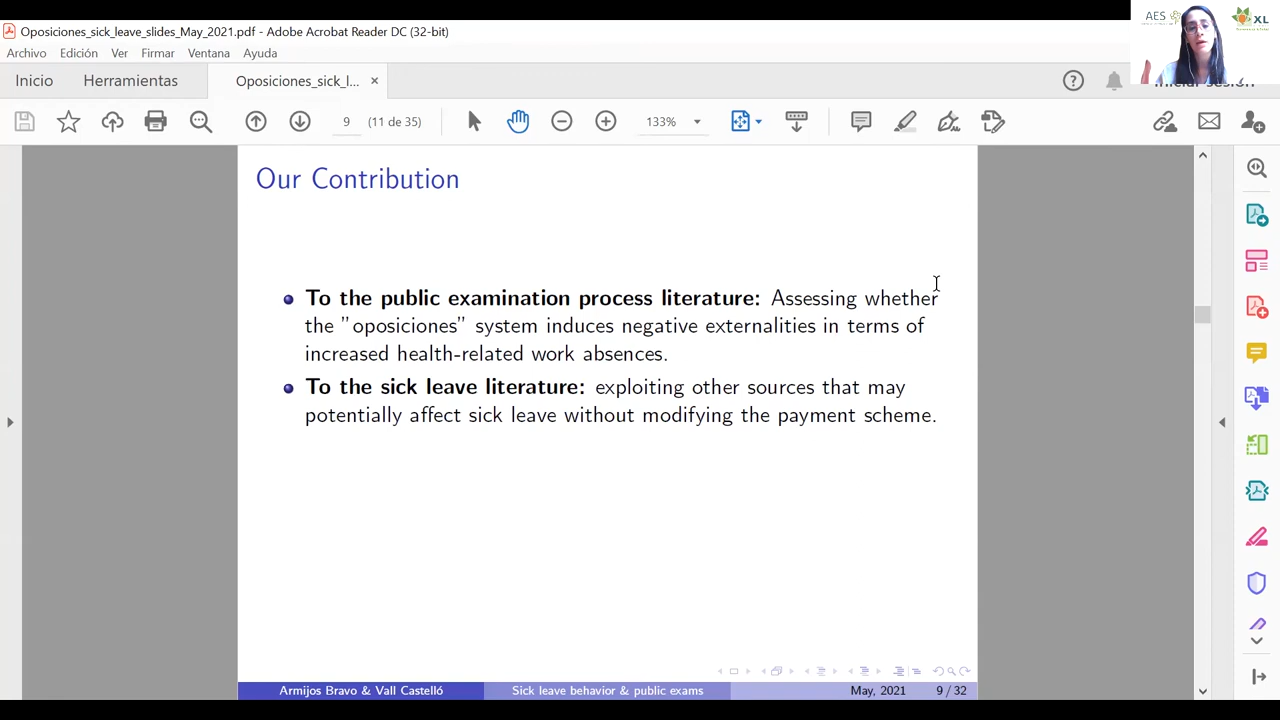 Oposiciones_sick_leave_slides_May_2021.pdf - Adobe Acrobat Reader DC (32-bit)
Archivo Edición Ver Firmar Ventana Ayuda
Inicio Herramientas Oposiciones_sick_l... ×
9 (11 de 35) 133%
AES XL
Our Contribution
To the public examination process literature: Assessing whether
the ”oposiciones” system induces negative externalities in terms of
increased health-related work absences.
To the sick leave literature: exploiting other sources that may
potentially affect sick leave without modifying the payment scheme.
Armijos Bravo & Vall Castelló Sick leave behavior & public exams May, 2021 9 / 32